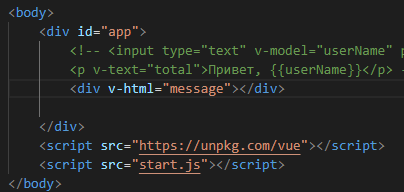 <body>
<div id="app">
<!-- <input type="text" v-model="userName" p
<p v-text="total">Привет, {{userName}}</p> -
<div v-html="message"></div>
</div>
<script src="https://unpkg.com/vue"></script>
<script src="start.js"></script>
</body>